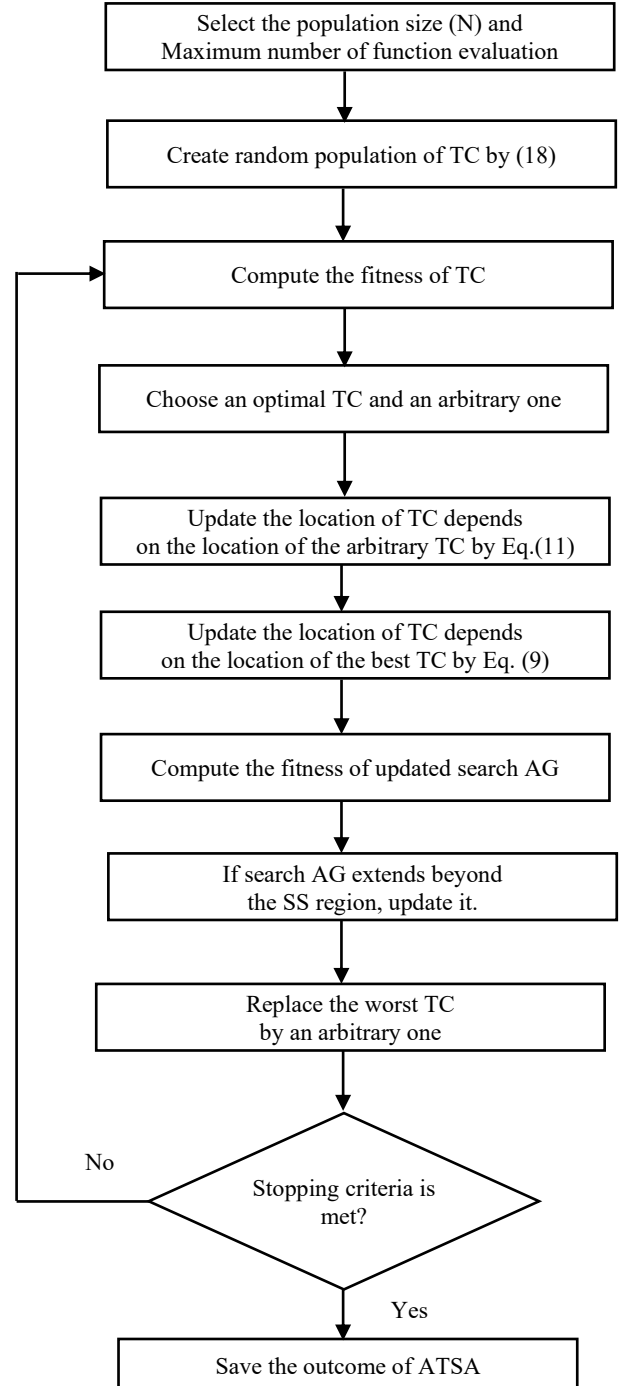 Select the population size (N) and
Maximum number of function evaluation
Create random population of TC by (18)
Compute the fitness of TC
Choose an optimal TC and an arbitrary one
Update the location of TC depends
on the location of the arbitrary TC by Eq.(11)
Update the location of TC depends
on the location of the best TC by Eq. (9)
Compute the fitness of updated search AG
If search AG extends beyond
the SS region, update it.
Replace the worst TC
by an arbitrary one
No
Stopping criteria is
met?
Yes
Save the outcome of ATSA